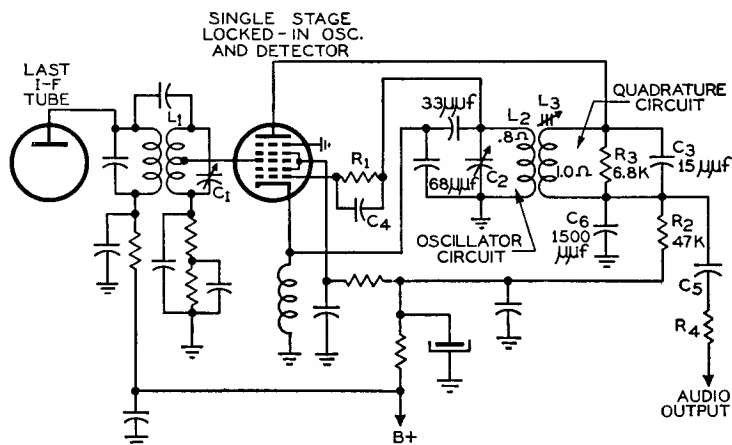 SINGLE STAGE
LOCKED-IN OSC.
AND DETECTOR
LAST
I-F
TUBE
L1
C1
R1
C4
33μμf
68μμf
L2
.8Ω
C2
L3
1.0Ω
QUADRATURE
CIRCUIT
R3
6.8K
C3
15μμf
OSCILLATOR
CIRCUIT
C6
1500
μμf
R2
47K
C5
R4
AUDIO
OUTPUT
B+